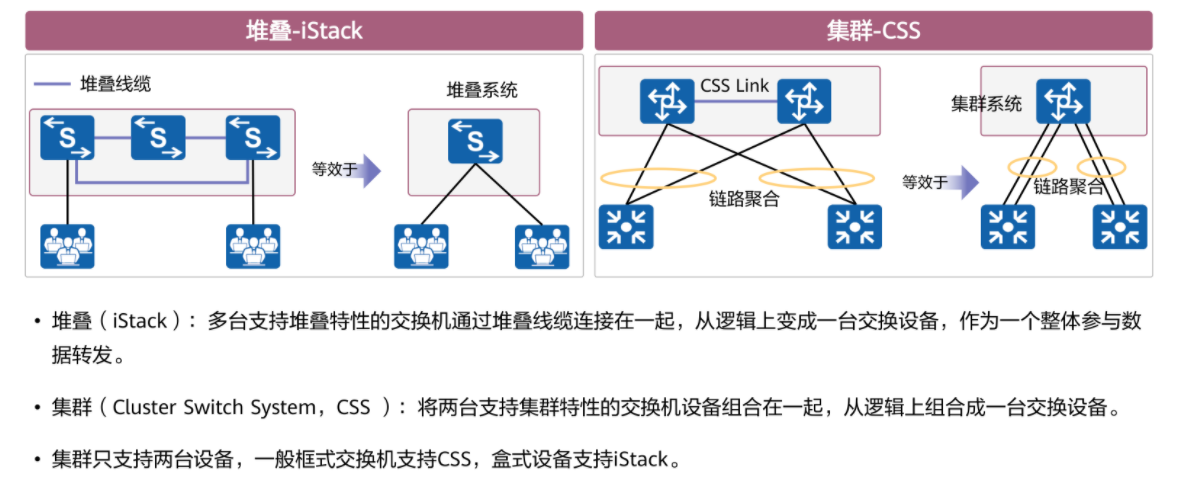 堆叠-iStack
堆叠线缆
S
S
S
等效于
堆叠系统
S
集群-CSS
CSS Link
链路聚合
等效于
集群系统
链路聚合
• 堆叠（iStack）：多台支持堆叠特性的交换机通过堆叠线缆连接在一起，从逻辑上变成一台交换设备，作为一个整体参与数
据转发。
• 集群（Cluster Switch System，CSS ）：将两台支持集群特性的交换机设备组合在一起，从逻辑上组合成一台交换设备。
• 集群只支持两台设备，一般框式交换机支持CSS，盒式设备支持iStack。